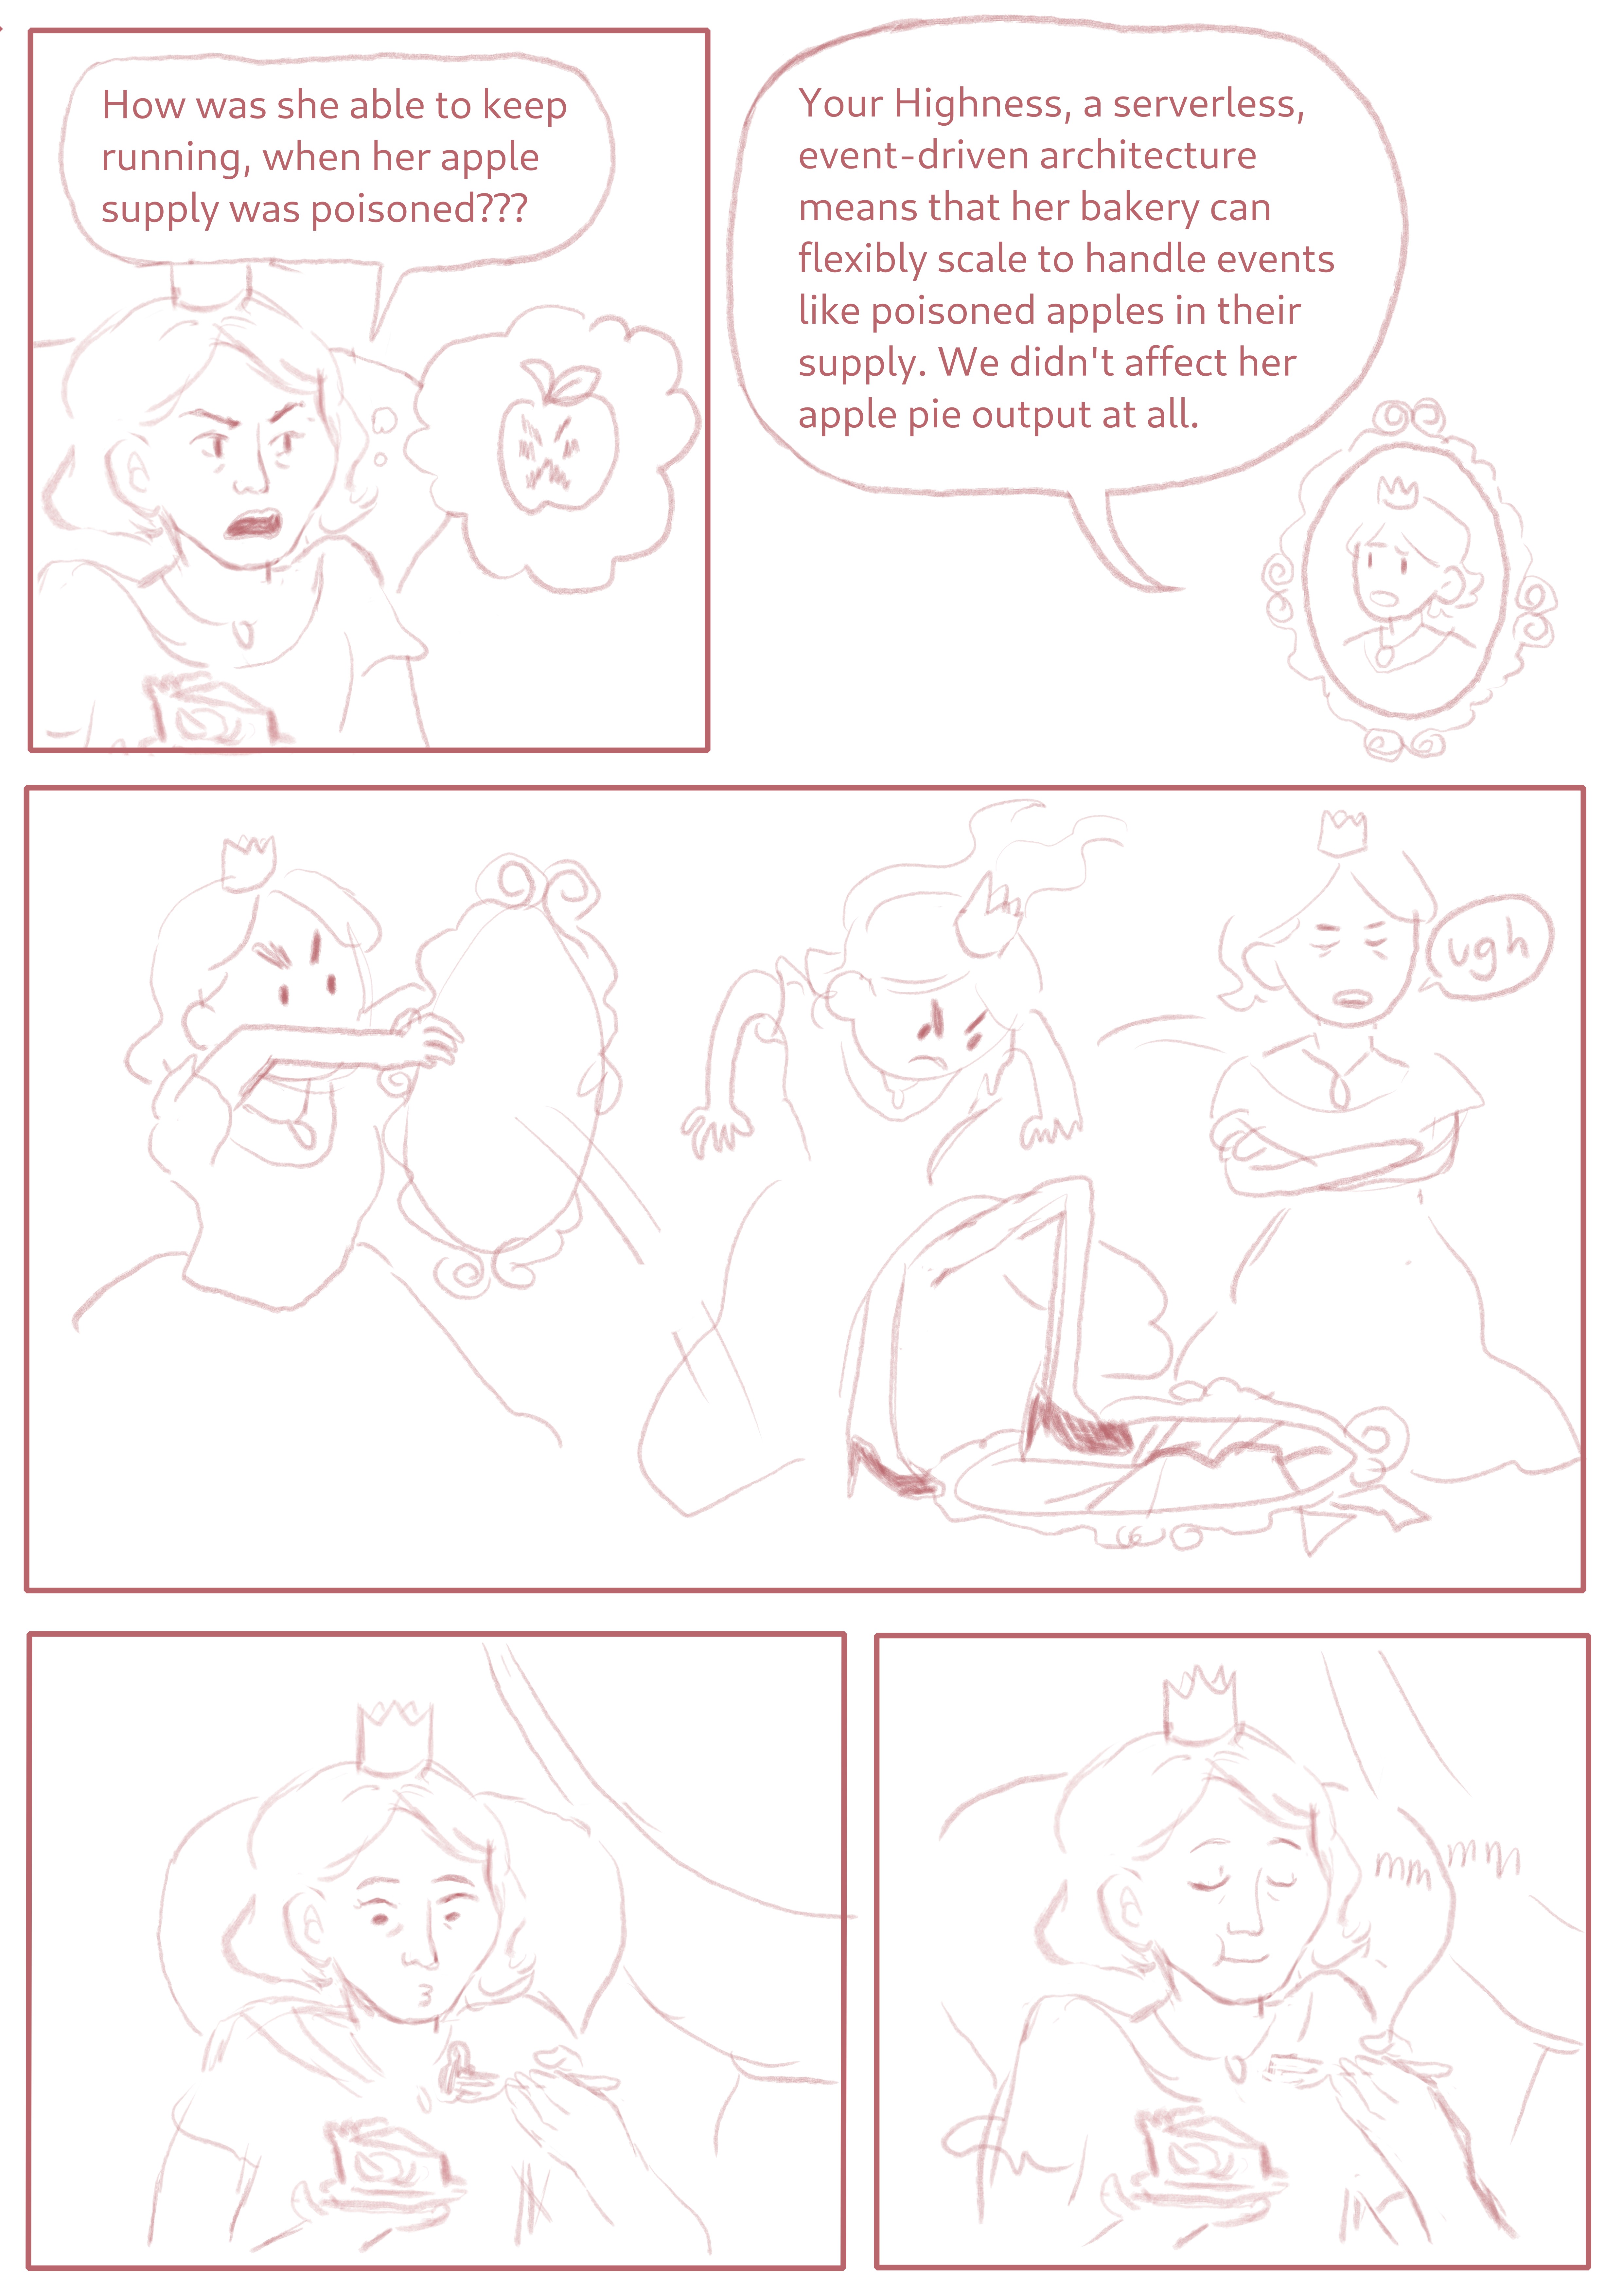 How was she able to keep
running, when her apple
supply was poisoned???
Your Highness, a serverless,
event-driven architecture
means that her bakery can
flexibly scale to handle events
like poisoned apples in their
supply. We didn't affect her
apple pie output at all.
ugh
mm mm